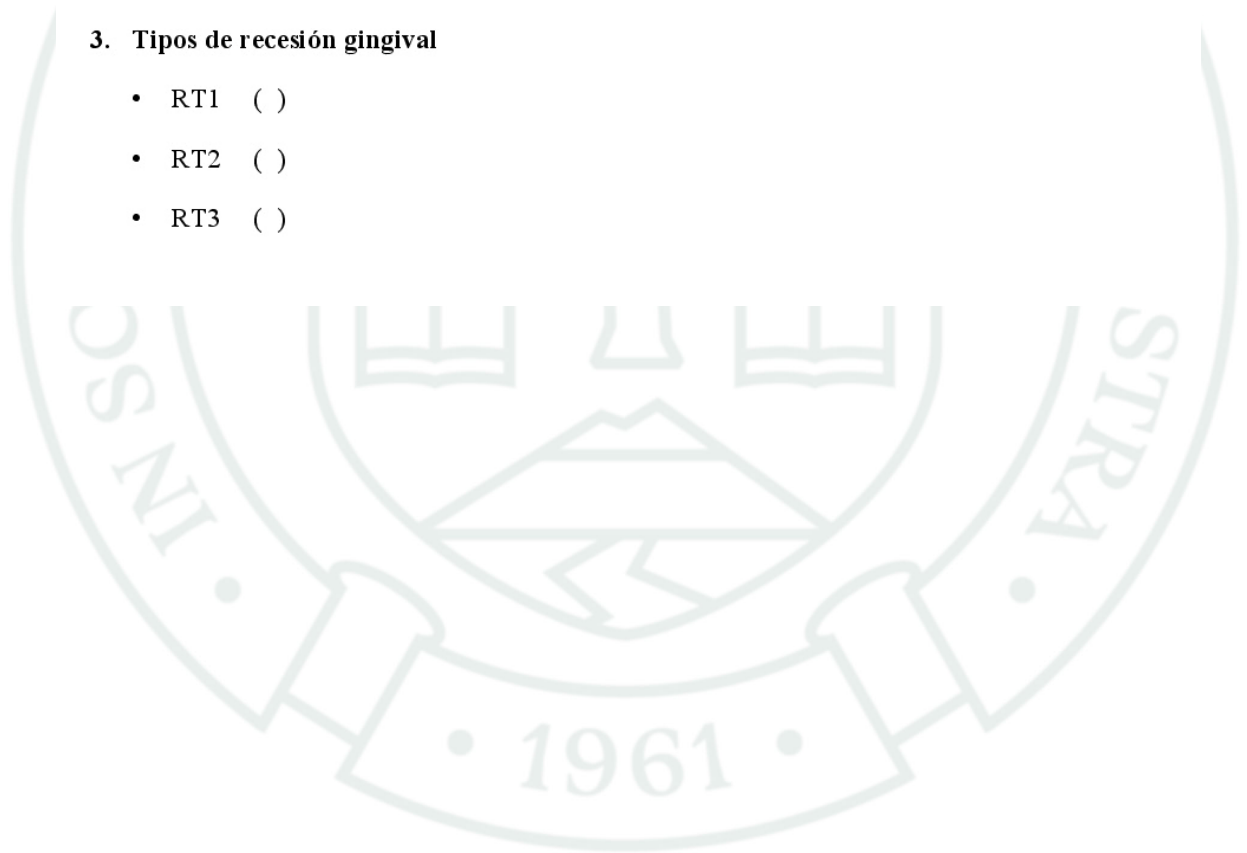 3. Tipos de recesión gingival
• RT1 ( )
• RT2 ( )
• RT3 ( )
IN SC
STRA
• 1961 •